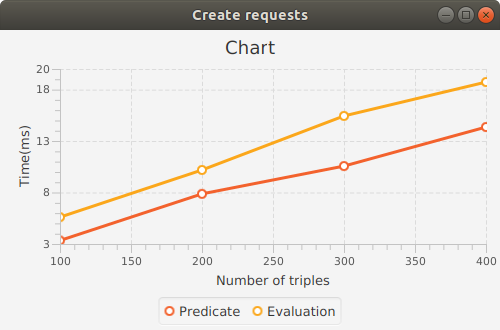 Create requests
Chart
20
18
13
8
3
Time(ms)
100 150 200 250 300 350 400
Number of triples
Predicate Evaluation